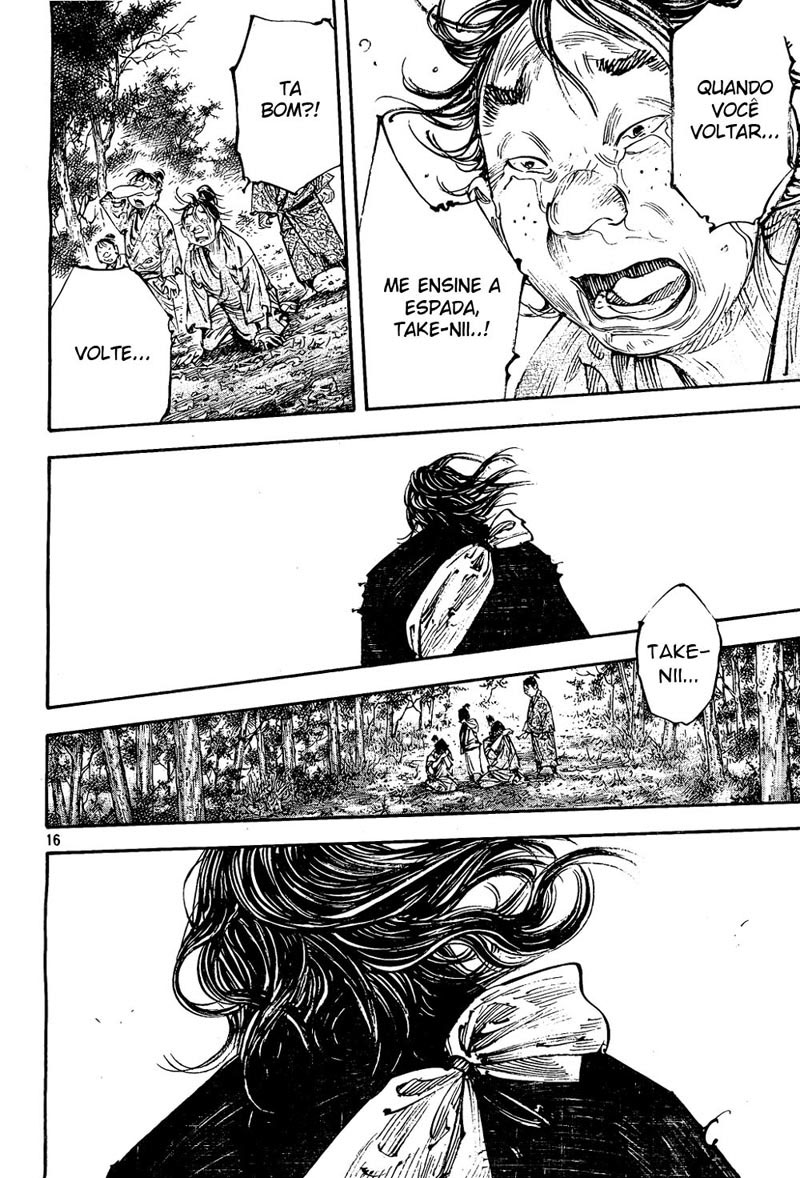 QUANDO
VOCÊ
VOLTAR...
ME ENSINE A
ESPADA,
TAKE-NII..!
TA
BOM?!
VOLTE...
TAKE-
NII...
16